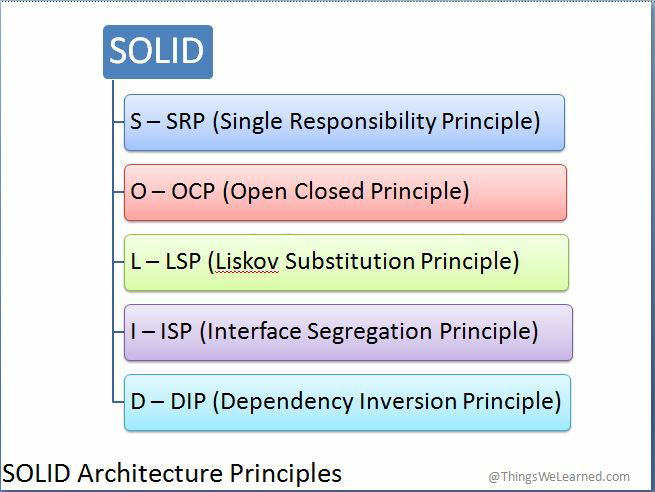 SOLID
S – SRP (Single Responsibility Principle)
O – OCP (Open Closed Principle)
L – LSP (Liskov Substitution Principle)
I – ISP (Interface Segregation Principle)
D – DIP (Dependency Inversion Principle)
SOLID Architecture Principles
@ThingsWeLearned.com